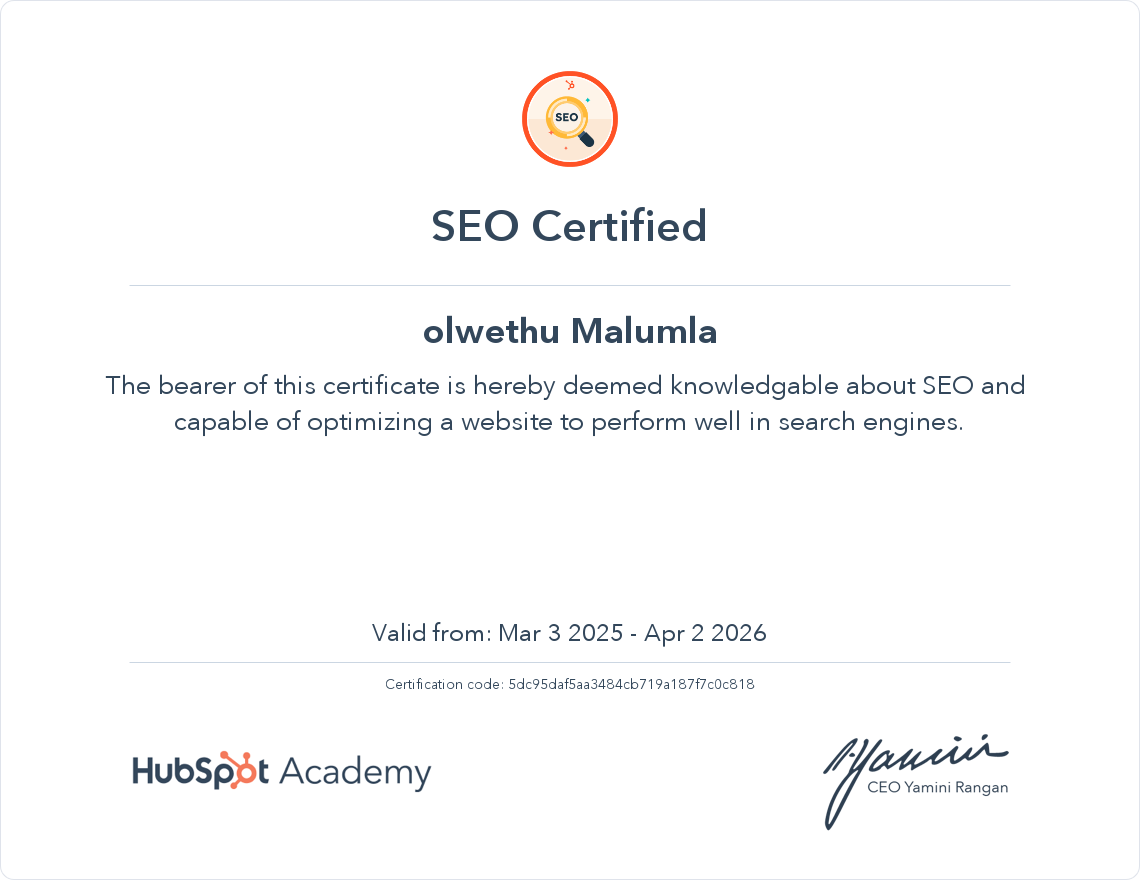 SEO
SEO Certified
olwethu Malumla
The bearer of this certificate is hereby deemed knowledgable about SEO and
capable of optimizing a website to perform well in search engines.
Valid from: Mar 3 2025 - Apr 2 2026
Certification code: 5dc95daf5aa3484cb719a187f7c0c818
HubSpot Academy
Yamini
CEO Yamini Rangan